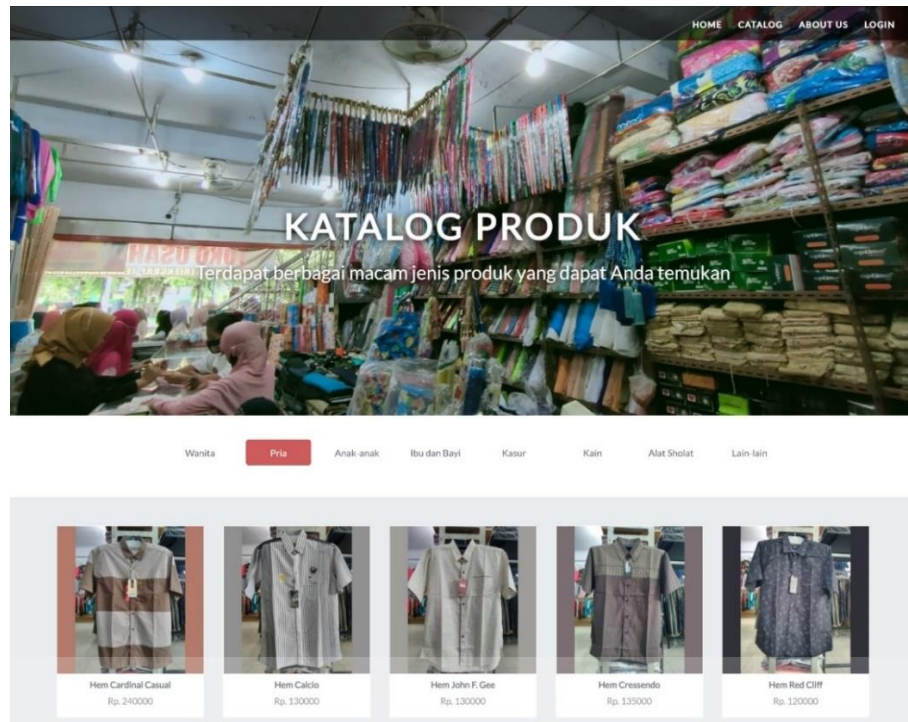 HOME CATALOG ABOUT US LOGIN
KATALOG PRODUK
Terdapat berbagai macam jenis produk yang dapat Anda temukan
Wanita Pria Anak-anak Ibu dan Bayi Kasur Kain Alat Sholat Lain-lain
Hem Cardinal Casual Hem Calcio Hem John F. Gee Hem Cressendo Hem Red Cliff
Rp. 240000 Rp. 130000 Rp. 130000 Rp. 135000 Rp. 120000